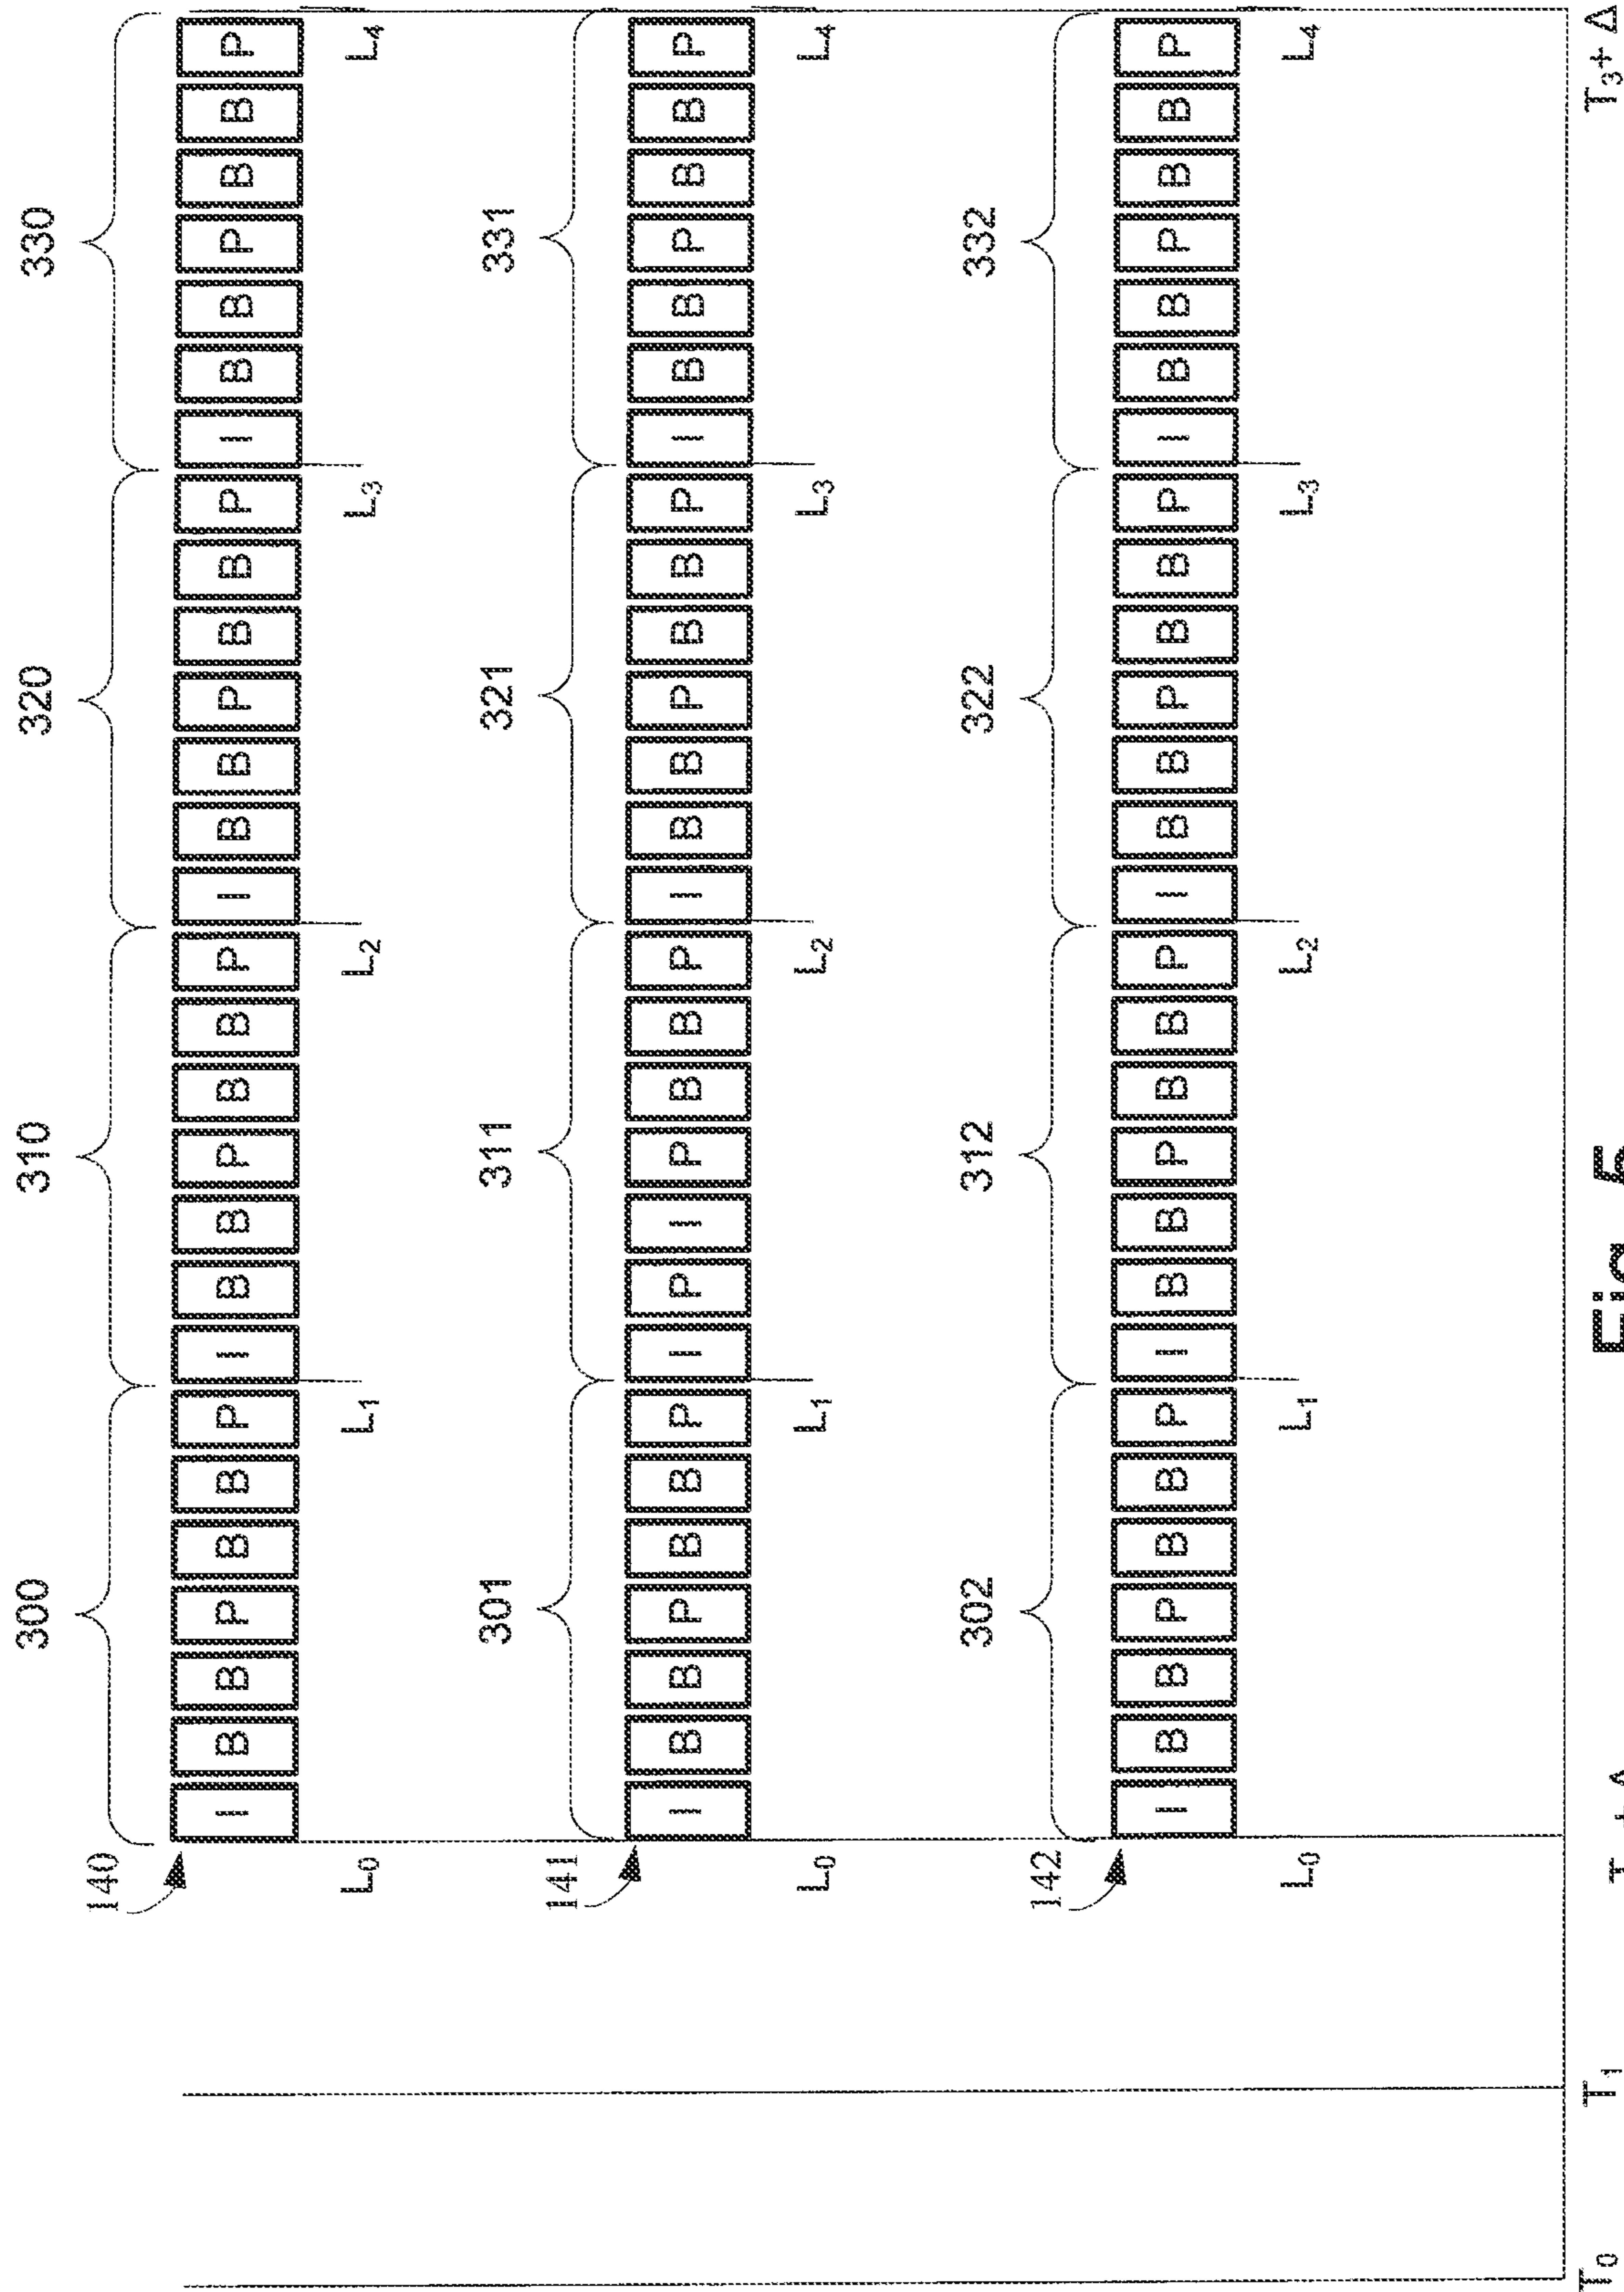 300 310 320 330
140
I B B P B B P I B B P B B P I B B P B B P I B B P B B P
L₀ L₁ L₂ L₃ L₄
301 311 321 331
141
I B B P B B P I P I P B B P I B B P B B P I B B P B B P
L₀ L₁ L₂ L₃ L₄
302 312 322 332
142
I B B P B B P I B B P B B P I B B P B B P I B B P B B P
L₀ L₁ L₂ L₃ L₄
T₀ T₁ T₃+ Δ
Fig.